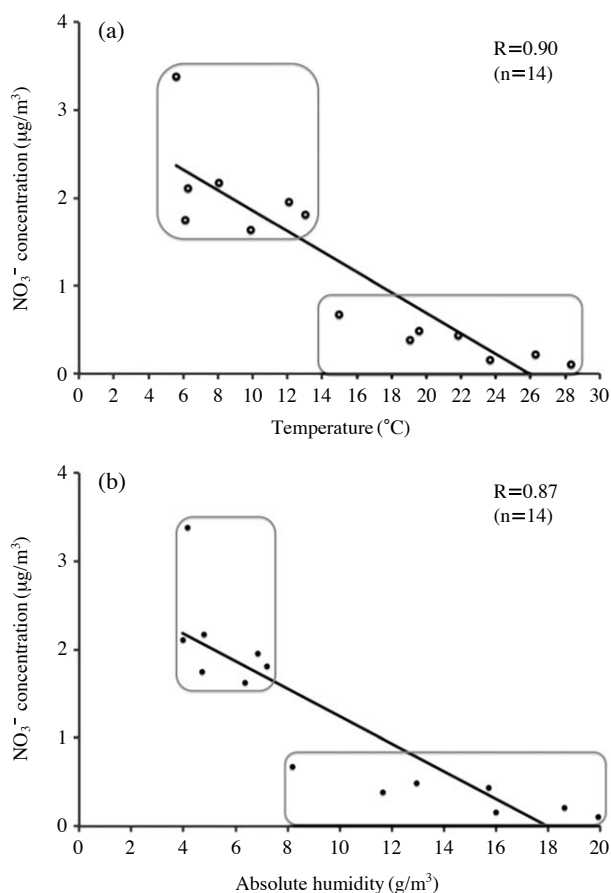 (a)
R=0.90
(n=14)
NO₃⁻ concentration (μg/m³)
4
3
2
1
0
0 2 4 6 8 10 12 14 16 18 20 22 24 26 28 30
Temperature (°C)
(b)
R=0.87
(n=14)
NO₃⁻ concentration (μg/m³)
4
3
2
1
0
0 2 4 6 8 10 12 14 16 18 20
Absolute humidity (g/m³)